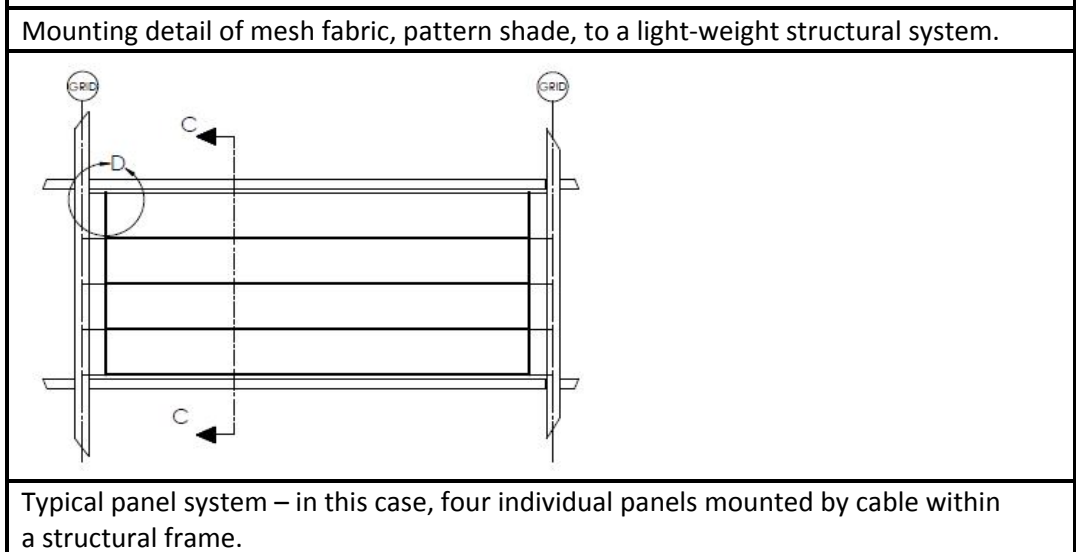 Mounting detail of mesh fabric, pattern shade, to a light-weight structural system.
GRID
GRID
C
D
C
Typical panel system – in this case, four individual panels mounted by cable within
a structural frame.